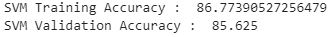 SVM Training Accuracy :  86.77390527256479
SVM Validation Accuracy :  85.625